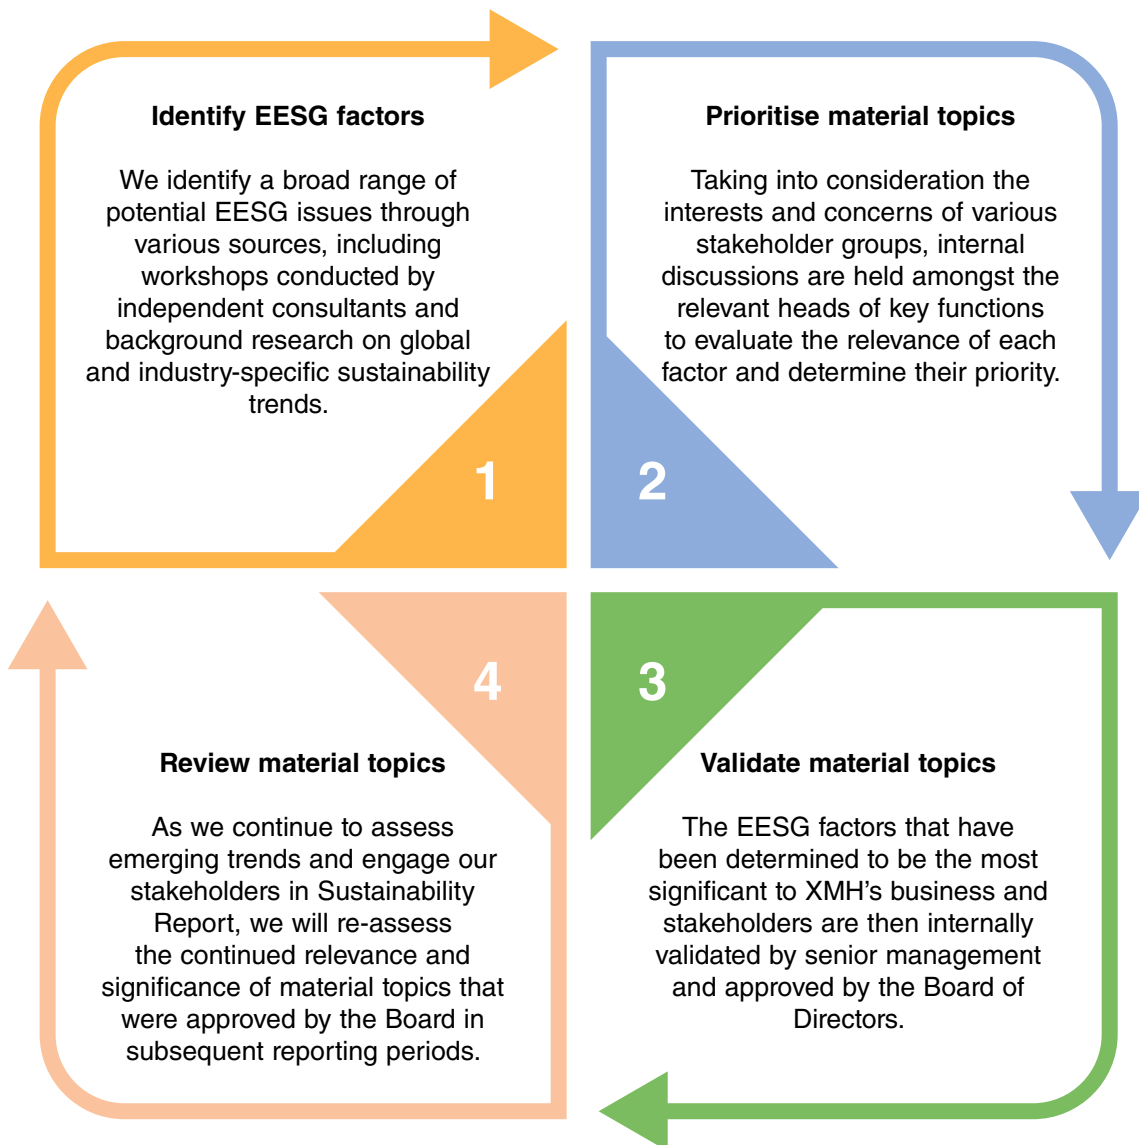 Identify EESG factors
We identify a broad range of
potential EESG issues through
various sources, including
workshops conducted by
independent consultants and
background research on global
and industry-specific sustainability
trends.
1
Prioritise material topics
Taking into consideration the
interests and concerns of various
stakeholder groups, internal
discussions are held amongst the
relevant heads of key functions
to evaluate the relevance of each
factor and determine their priority.
2
3
Validate material topics
The EESG factors that have
been determined to be the most
significant to XMH’s business and
stakeholders are then internally
validated by senior management
and approved by the Board of
Directors.
4
Review material topics
As we continue to assess
emerging trends and engage our
stakeholders in Sustainability
Report, we will re-assess
the continued relevance and
significance of material topics that
were approved by the Board in
subsequent reporting periods.